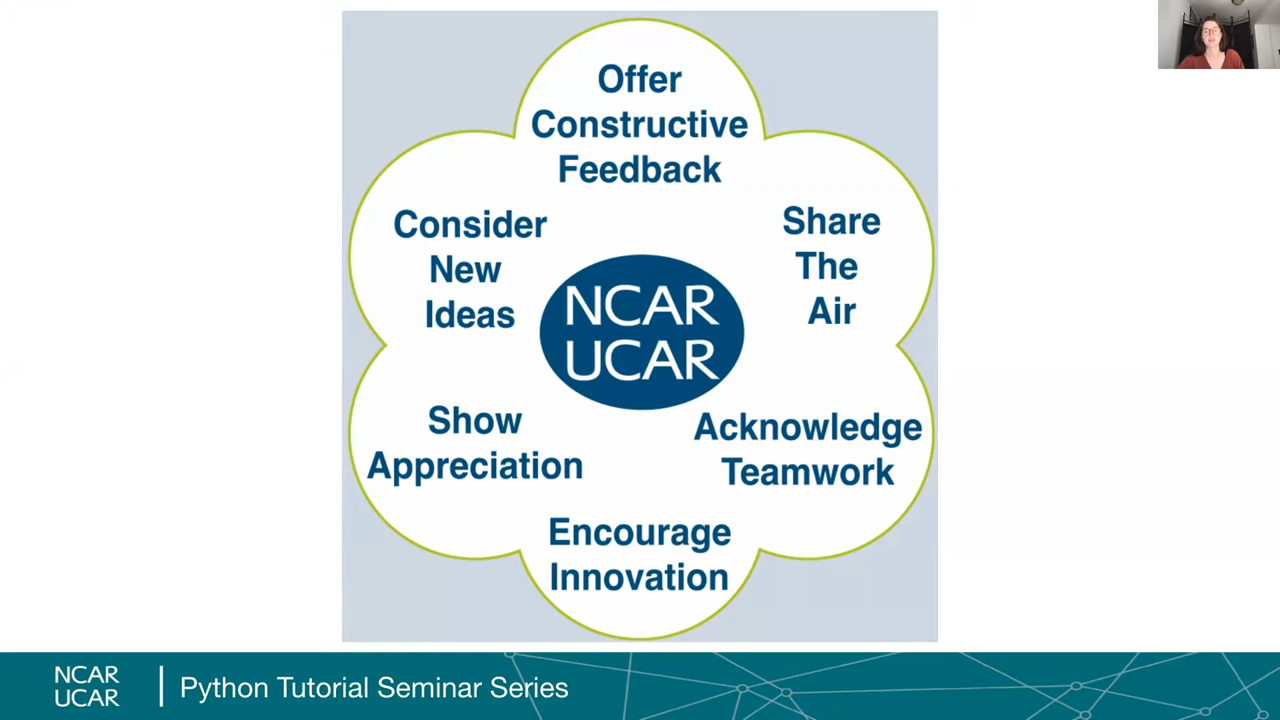 Offer
Constructive
Feedback
Consider
New
Ideas
Share
The
Air
NCAR
UCAR
Show
Appreciation
Acknowledge
Teamwork
Encourage
Innovation
NCAR
UCAR
Python Tutorial Seminar Series